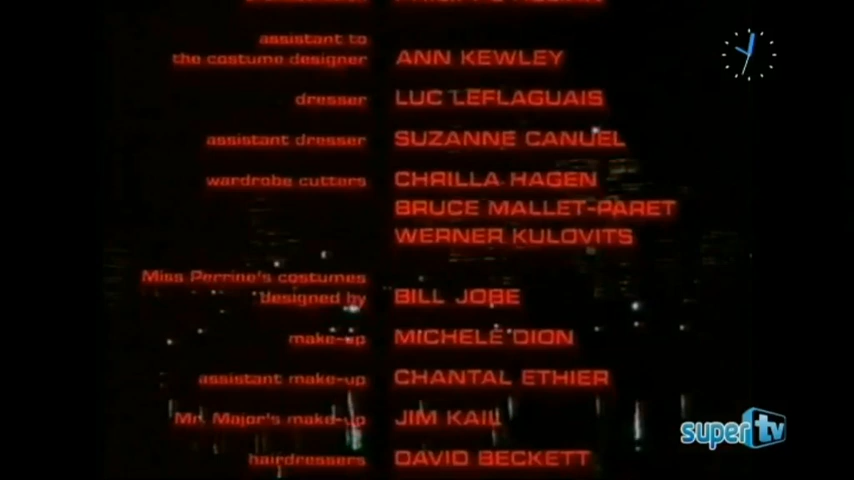 assistant to
the costume designer ANN KEWLEY
dresser LUC LEFLAGUAIS
assistant dresser SUZANNE CANUEL
wardrobe cutters CHRILLA HAGEN
BRUCE MALLET-PARET
WERNER KULOVITS
Miss Perrine's costumes
designed by BILL JOBE
make-up MICHELE DION
assistant make-up CHANTAL ETHIER
Mr. Major's make-up JIM KAIL
hairdressers DAVID BECKETT
super tv